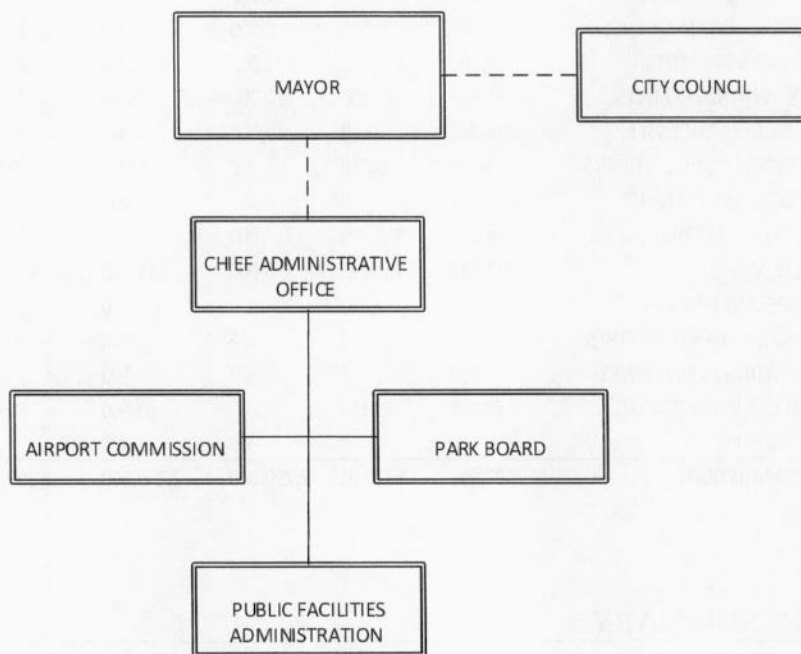 MAYOR
CITY COUNCIL
CHIEF ADMINISTRATIVE
OFFICE
AIRPORT COMMISSION
PARK BOARD
PUBLIC FACILITIES
ADMINISTRATION